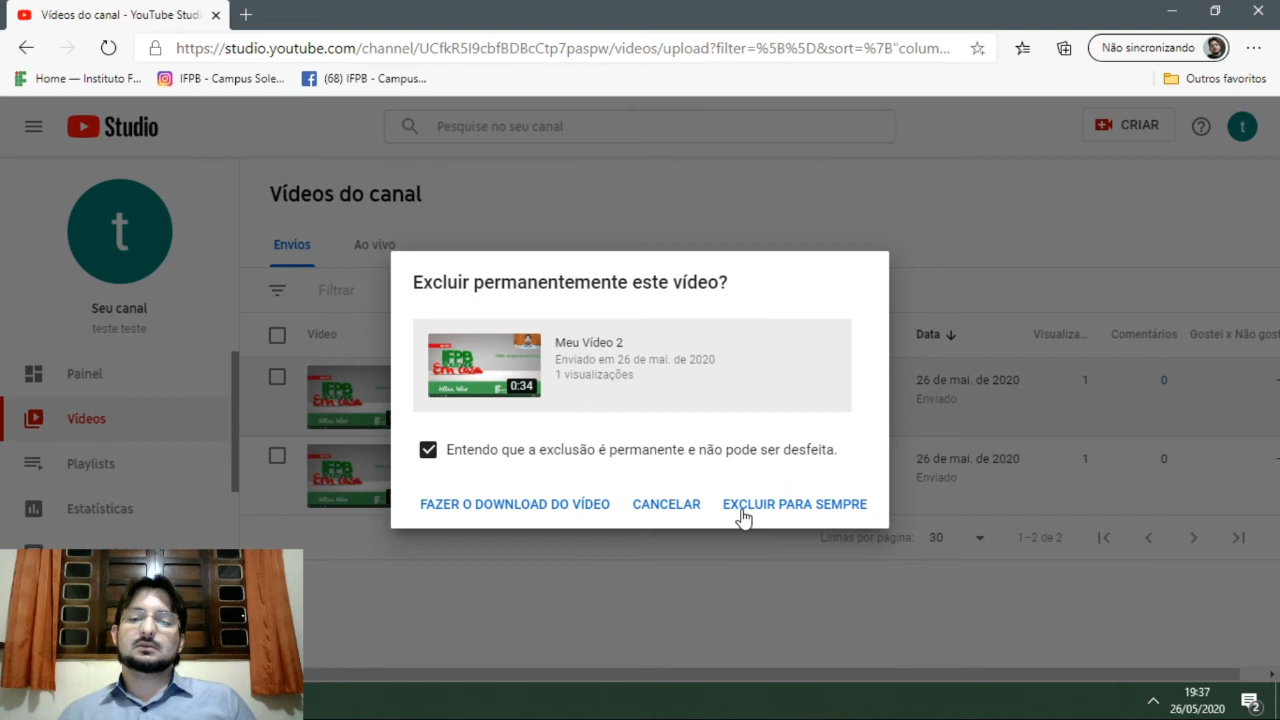 Vídeos do canal - YouTube Stud
https://studio.youtube.com/channel/UCfkR5I9cbfBDBcCtp7paspw/videos/upload?filter=%5B%5D&sort=%7B"colum...
Não sincronizando
Home — Instituto F...
IFPB - Campus Sole...
(68) IFPB - Campus...
Outros favoritos
Studio
Pesquise no seu canal
CRIAR
t
t
Seu canal
teste teste
Painel
Vídeos
Playlists
Estatísticas
Vídeos do canal
Envios
Ao vivo
Filtrar
Vídeo
Data
Visualiza...
Comentários
Gostei x Não gost
26 de mai. de 2020
1
0
Enviado
26 de mai. de 2020
1
0
Enviado
Linhas por página:
30
1–2 de 2
Excluir permanentemente este vídeo?
IFPB
Em casa
0:34
Meu Vídeo 2
Enviado em 26 de mai. de 2020
1 visualizações
Entendo que a exclusão é permanente e não pode ser desfeita.
FAZER O DOWNLOAD DO VÍDEO
CANCELAR
EXCLUIR PARA SEMPRE
19:37
26/05/2020
2